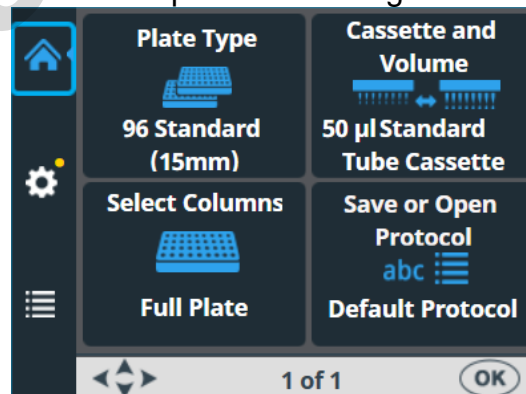 Plate Type
96 Standard
(15mm)
Cassette and
Volume
50 µl Standard
Tube Cassette
Select Columns
Full Plate
Save or Open
Protocol
abc
Default Protocol
1 of 1
OK